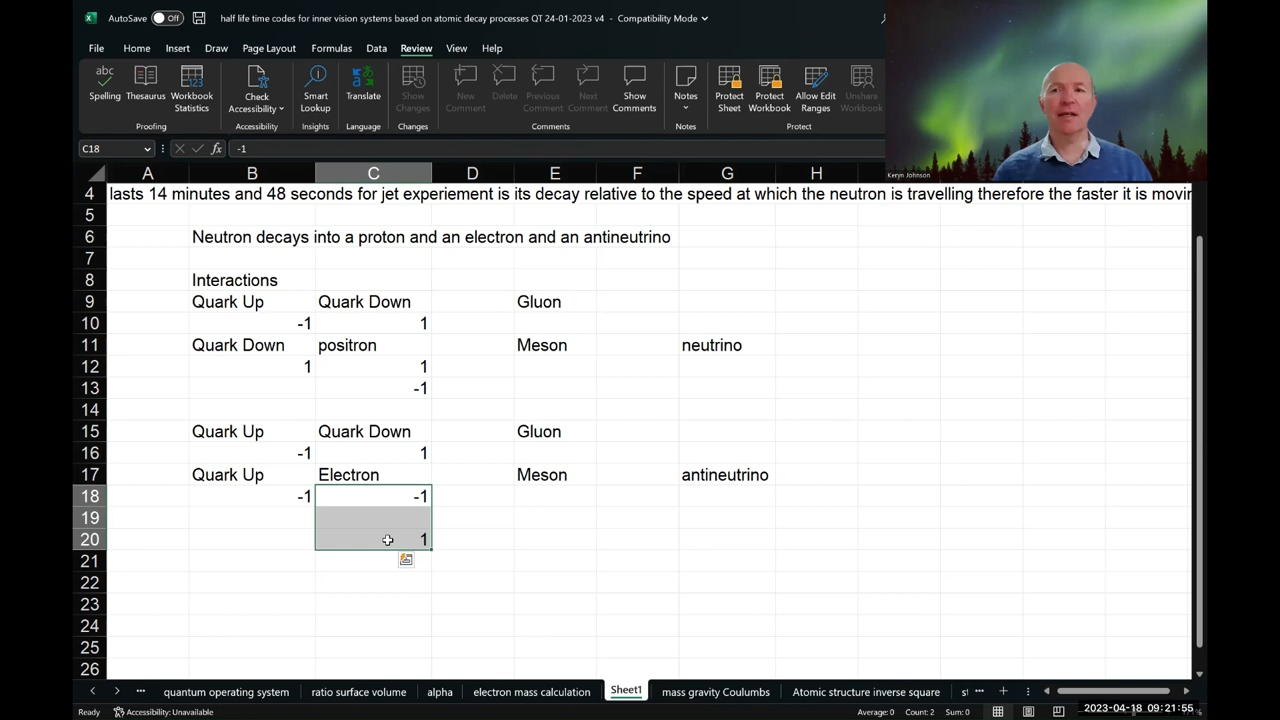 AutoSave Off half life time codes for inner vision systems based on atomic decay processes QT 24-01-2023 v4 - Compatibility Mode
File Home Insert Draw Page Layout Formulas Data Review View Help
abc
Spelling Thesaurus Workbook Statistics Check Accessibility Smart Lookup Translate Show Changes New Comment Delete Previous Comment Next Comment Show Comments Notes Protect Sheet Protect Workbook Allow Edit Ranges Unshare Workbook
Proofing Accessibility Insights Language Changes Comments Notes Protect
Keryn Johnson
C18 fx -1
A B C D E F G H
4 lasts 14 minutes and 48 seconds for jet experiement is its decay relative to the speed at which the neutron is travelling therefore the faster it is movin
5
6 Neutron decays into a proton and an electron and an antineutrino
7
8 Interactions
9 Quark Up Quark Down Gluon
10 -1 1
11 Quark Down positron Meson neutrino
12 1 1
13 -1
14
15 Quark Up Quark Down Gluon
16 -1 1
17 Quark Up Electron Meson antineutrino
18 -1 -1
19
20 1
21
22
23
24
25
26
quantum operating system ratio surface volume alpha electron mass calculation Sheet1 mass gravity Coulumbs Atomic structure inverse square
Ready Accessibility: Unavailable Average: 0 Count: 2 Sum: 0 2023-04-18 09:21:55